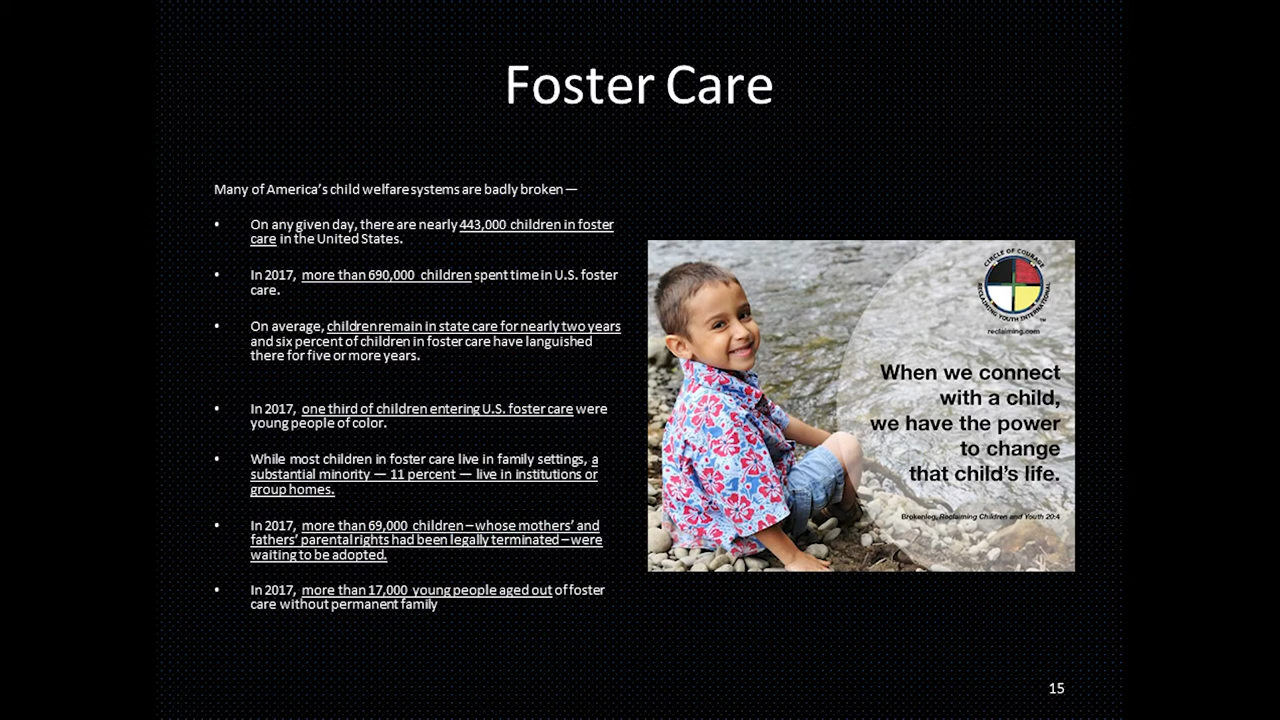 Foster Care
Many of America's child welfare systems are badly broken —
• On any given day, there are nearly 443,000 children in foster
care in the United States.
• In 2017, more than 690,000 children spent time in U.S. foster
care.
• On average, children remain in state care for nearly two years
and six percent of children in foster care have languished
there for five or more years.
• In 2017, one third of children entering U.S. foster care were
young people of color.
• While most children in foster care live in family settings, a
substantial minority — 11 percent — live in institutions or
group homes.
• In 2017, more than 69,000 children – whose mothers' and
fathers' parental rights had been legally terminated – were
waiting to be adopted.
• In 2017, more than 17,000 young people aged out of foster
care without permanent family
CIRCLE OF COURAGE
RECLAIMING YOUTH INTERNATIONAL
TM
reclaiming.com
When we connect
with a child,
we have the power
to change
that child's life.
Brokenleg, Reclaiming Children and Youth 20:4
15